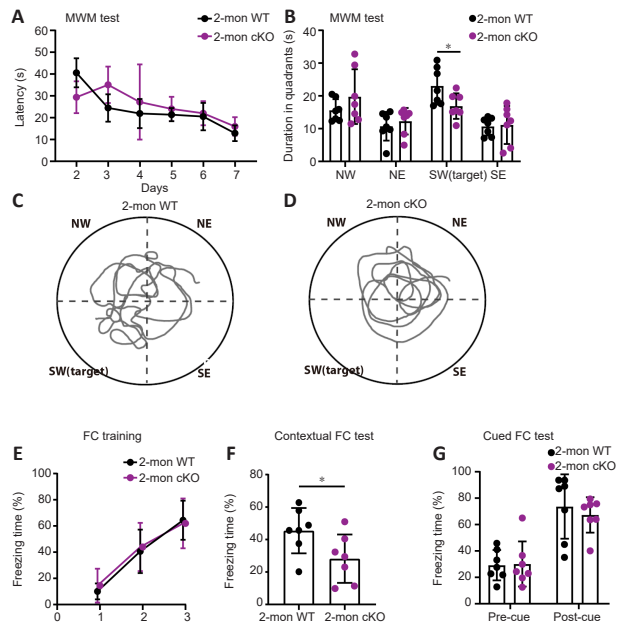 A
MWM test
2-mon WT
2-mon cKO
Latency (s)
60
50
40
30
20
10
0
2 3 4 5 6 7
Days
B
MWM test
2-mon WT
2-mon cKO
Duration in quadrants (s)
40
30
20
10
0
*
NW NE SW(target) SE
C
2-mon WT
NW NE
SW(target) SE
D
2-mon cKO
NW NE
SW(target) SE
E
FC training
2-mon WT
2-mon cKO
Freezing time (%)
100
80
60
40
20
0
0 1 2 3
F
Contextual FC test
Freezing time (%)
80
60
40
20
0
*
2-mon WT 2-mon cKO
G
Cued FC test
2-mon WT
2-mon cKO
Freezing time (%)
100
80
60
40
20
0
Pre-cue Post-cue